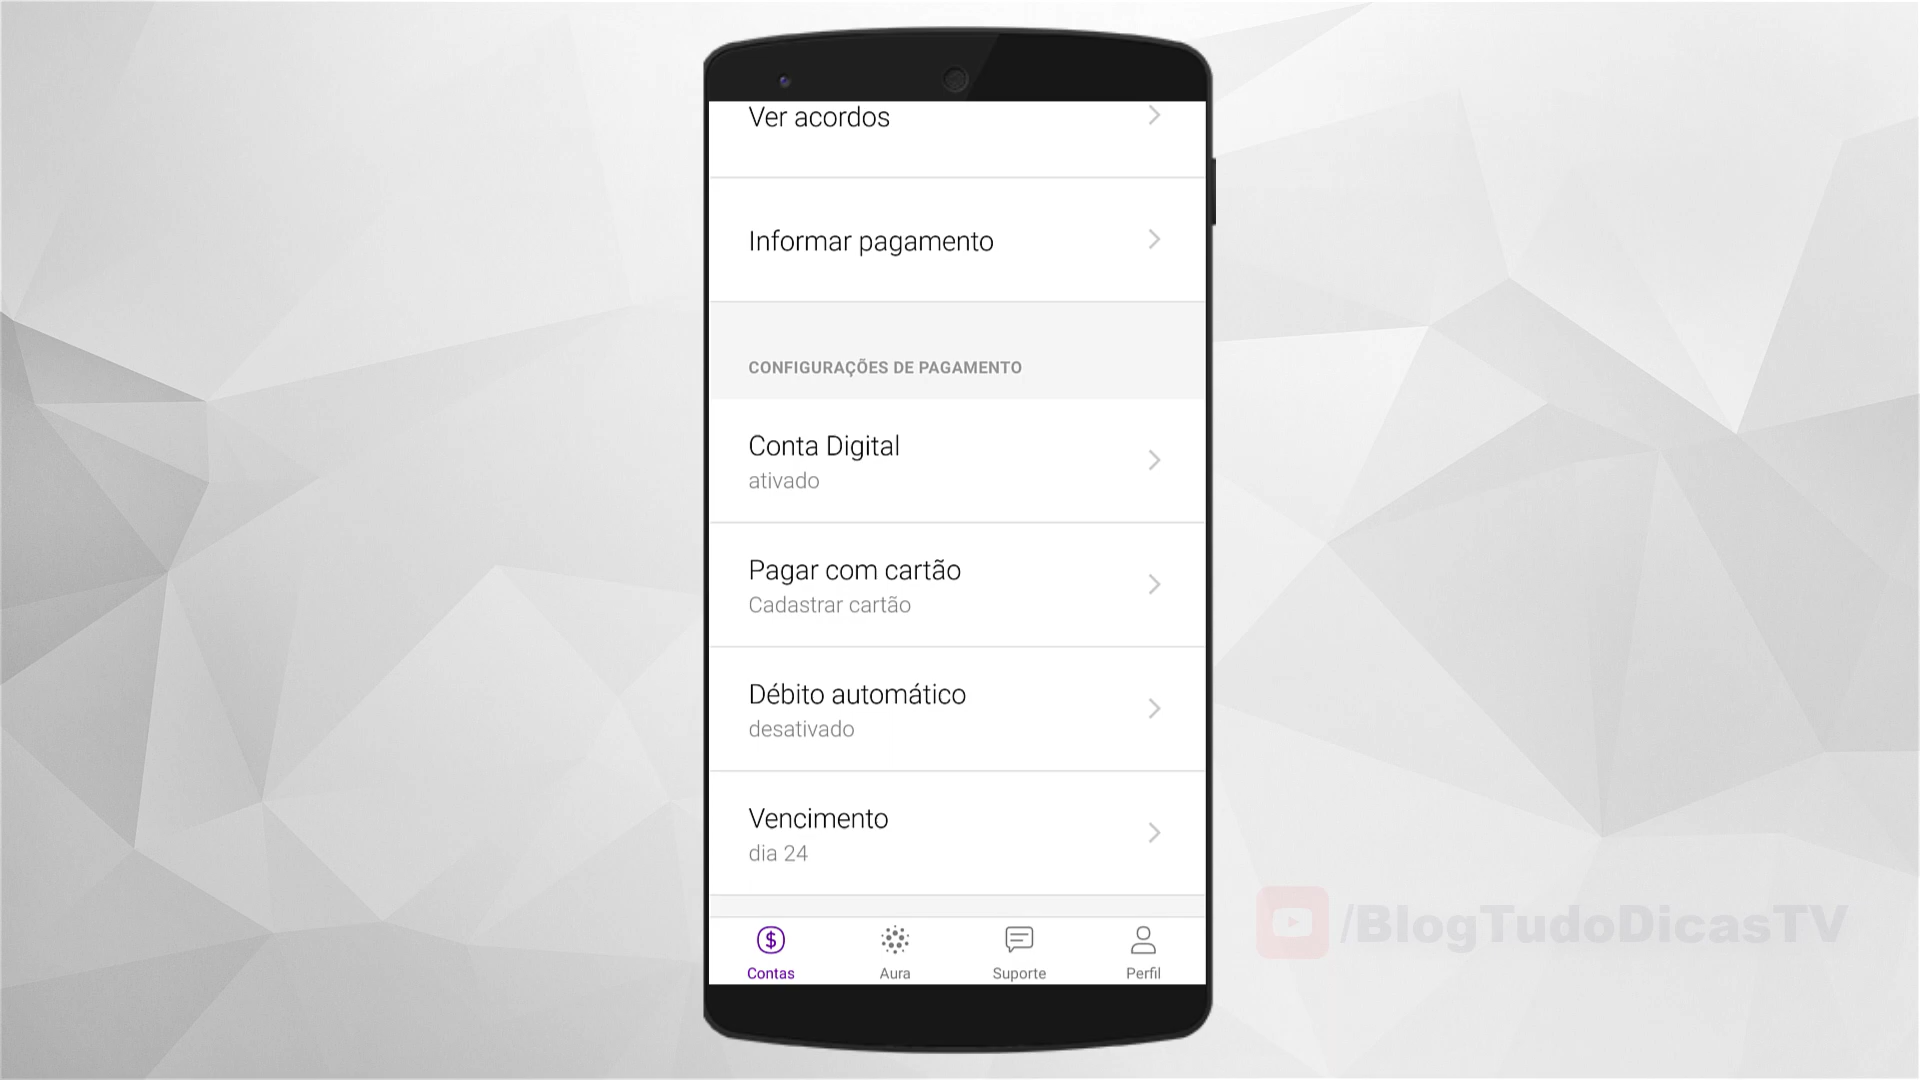 Ver acordos
Informar pagamento
CONFIGURAÇÕES DE PAGAMENTO
Conta Digital
ativado
Pagar com cartão
Cadastrar cartão
Débito automático
desativado
Vencimento
dia 24
Contas
Aura
Suporte
Perfil
/BlogTudoDicasTV